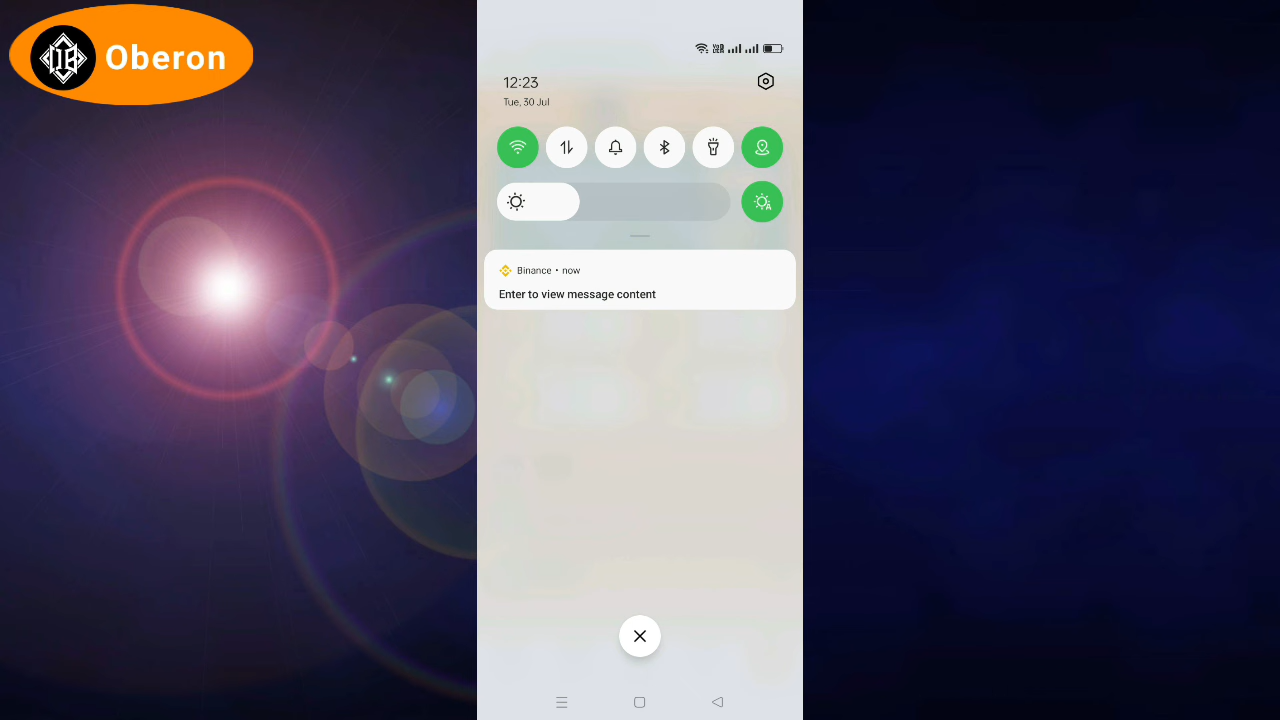 Oberon
12:23
Tue, 30 Jul
Binance • now
Enter to view message content